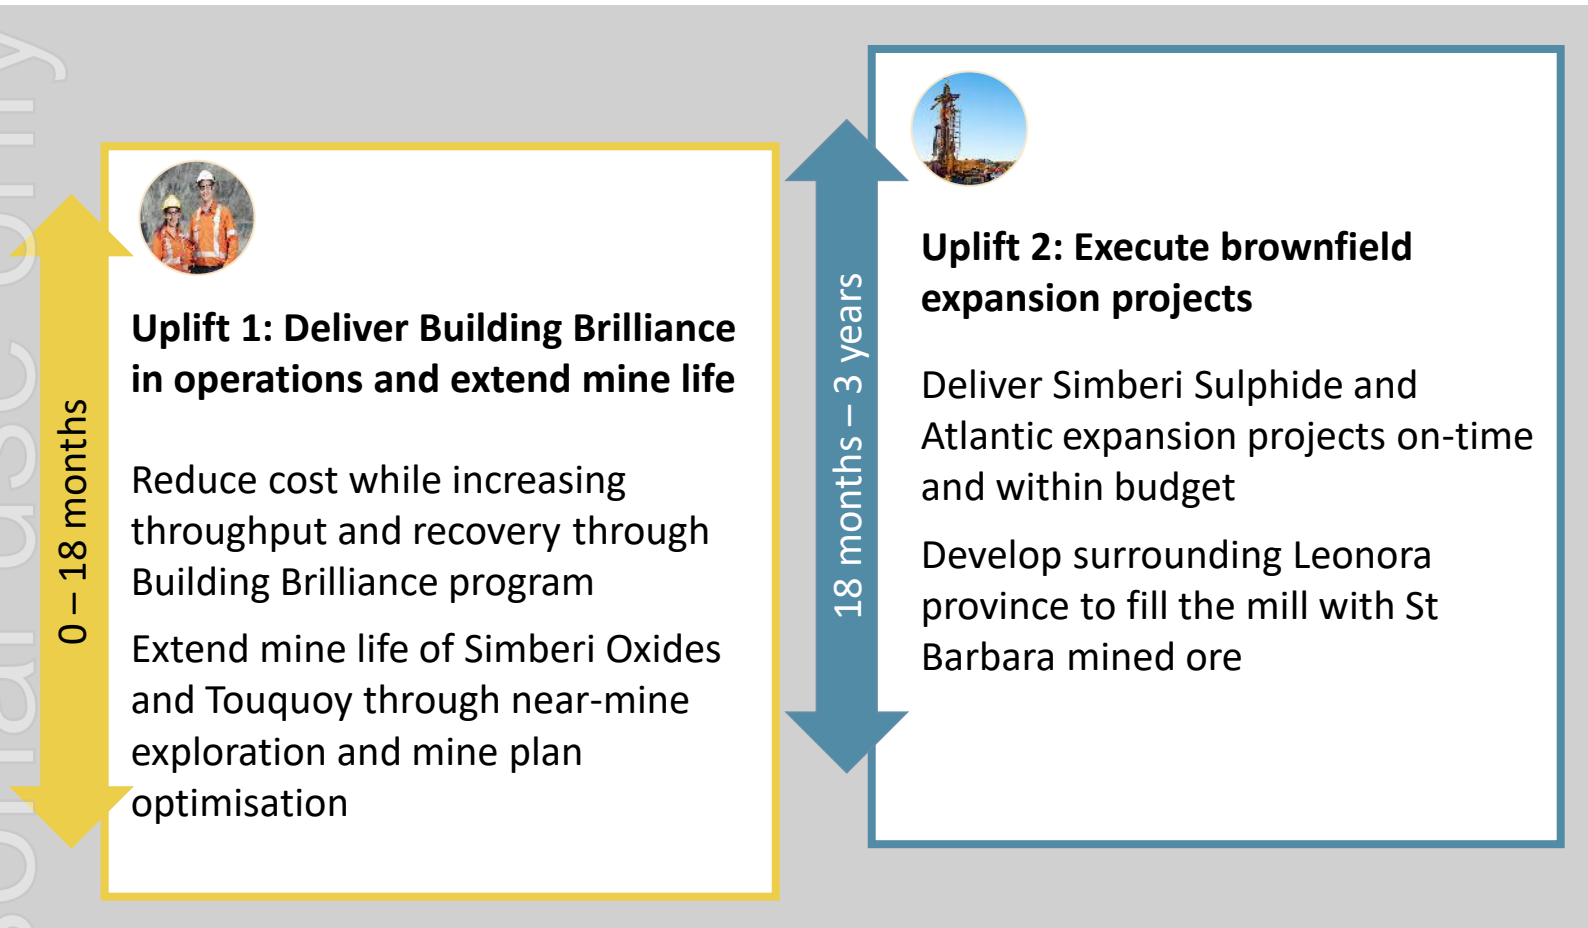 0 – 18 months
Uplift 1: Deliver Building Brilliance
in operations and extend mine life
Reduce cost while increasing
throughput and recovery through
Building Brilliance program
Extend mine life of Simberi Oxides
and Touquoy through near-mine
exploration and mine plan
optimisation
18 months – 3 years
Uplift 2: Execute brownfield
expansion projects
Deliver Simberi Sulphide and
Atlantic expansion projects on-time
and within budget
Develop surrounding Leonora
province to fill the mill with St
Barbara mined ore